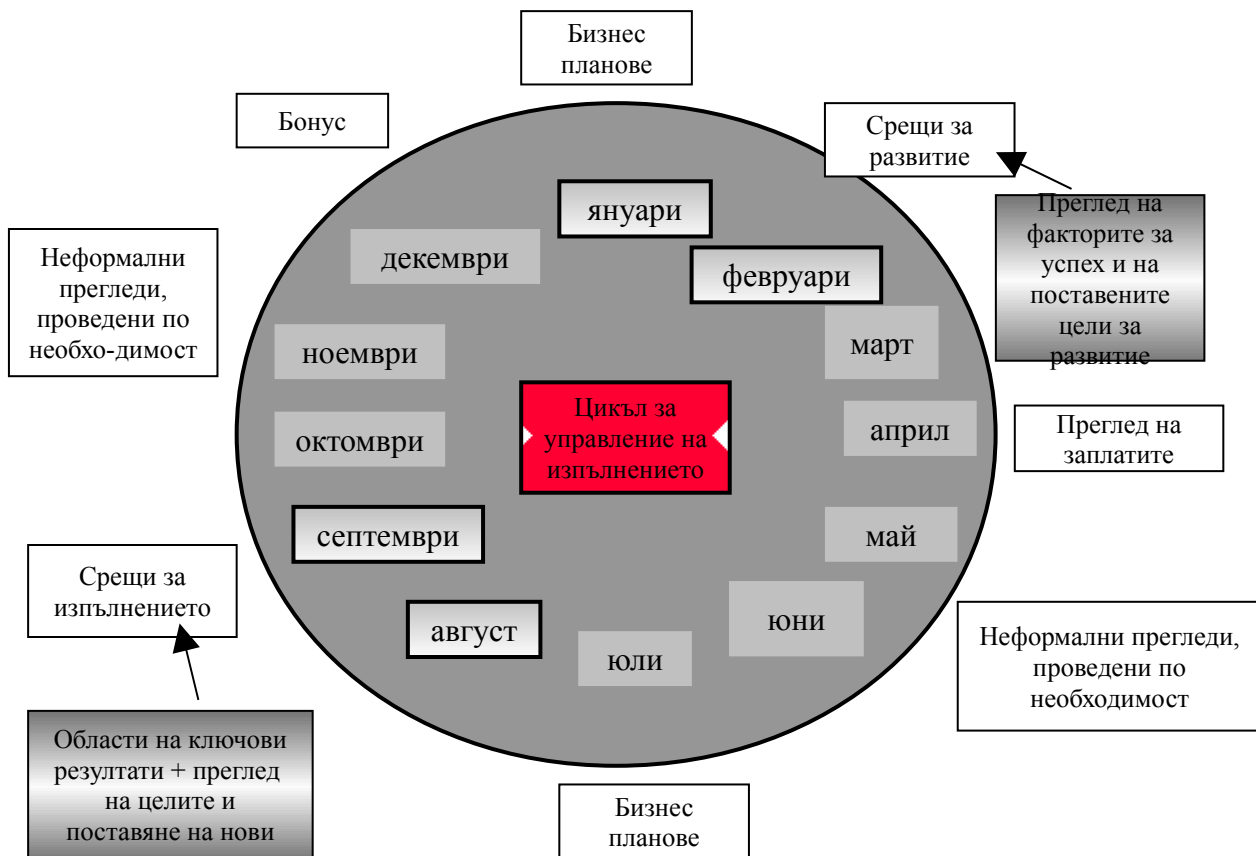 Бизнес
планове
Бонус
Срещи за
развитие
януари
Преглед на
факторите за
успех и на
поставените
цели за
развитие
декември
февруари
Неформални
прегледи,
проведени по
необхо-димост
ноември
март
Цикъл за
управление на
изпълнението
октомври
април
Преглед на
заплатите
септември
май
Срещи за
изпълнението
август
юни
юли
Неформални прегледи,
проведени по
необходимост
Области на ключови
резултати + преглед
на целите и
поставяне на нови
Бизнес
планове